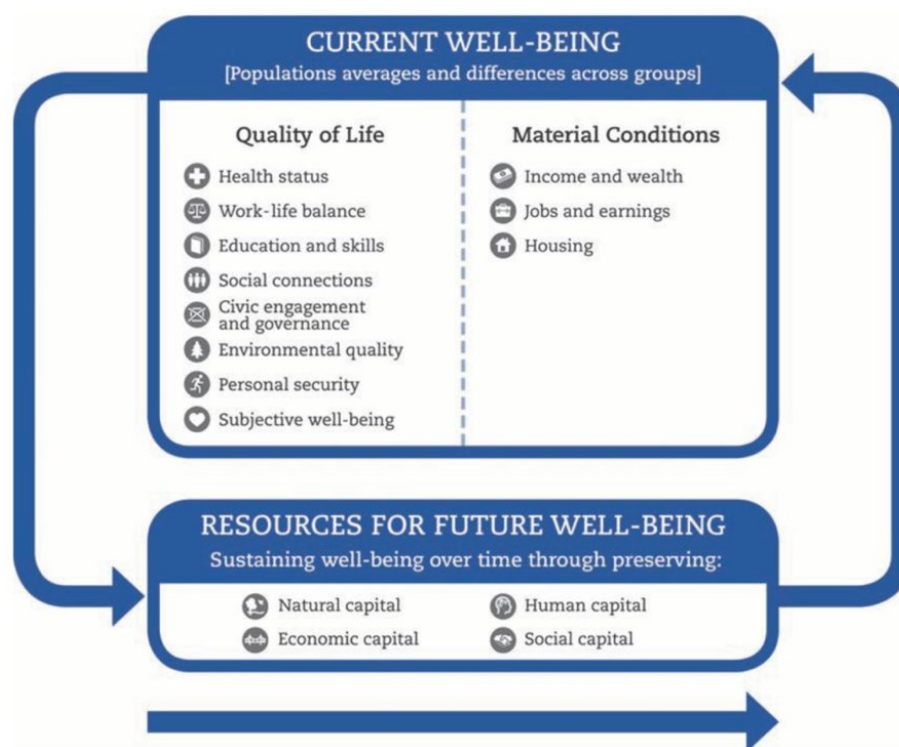 CURRENT WELL-BEING
[Populations averages and differences across groups]
Quality of Life
Health status
Work-life balance
Education and skills
Social connections
Civic engagement
and governance
Environmental quality
Personal security
Subjective well-being
Material Conditions
Income and wealth
Jobs and earnings
Housing
RESOURCES FOR FUTURE WELL-BEING
Sustaining well-being over time through preserving:
Natural capital
Human capital
Economic capital
Social capital